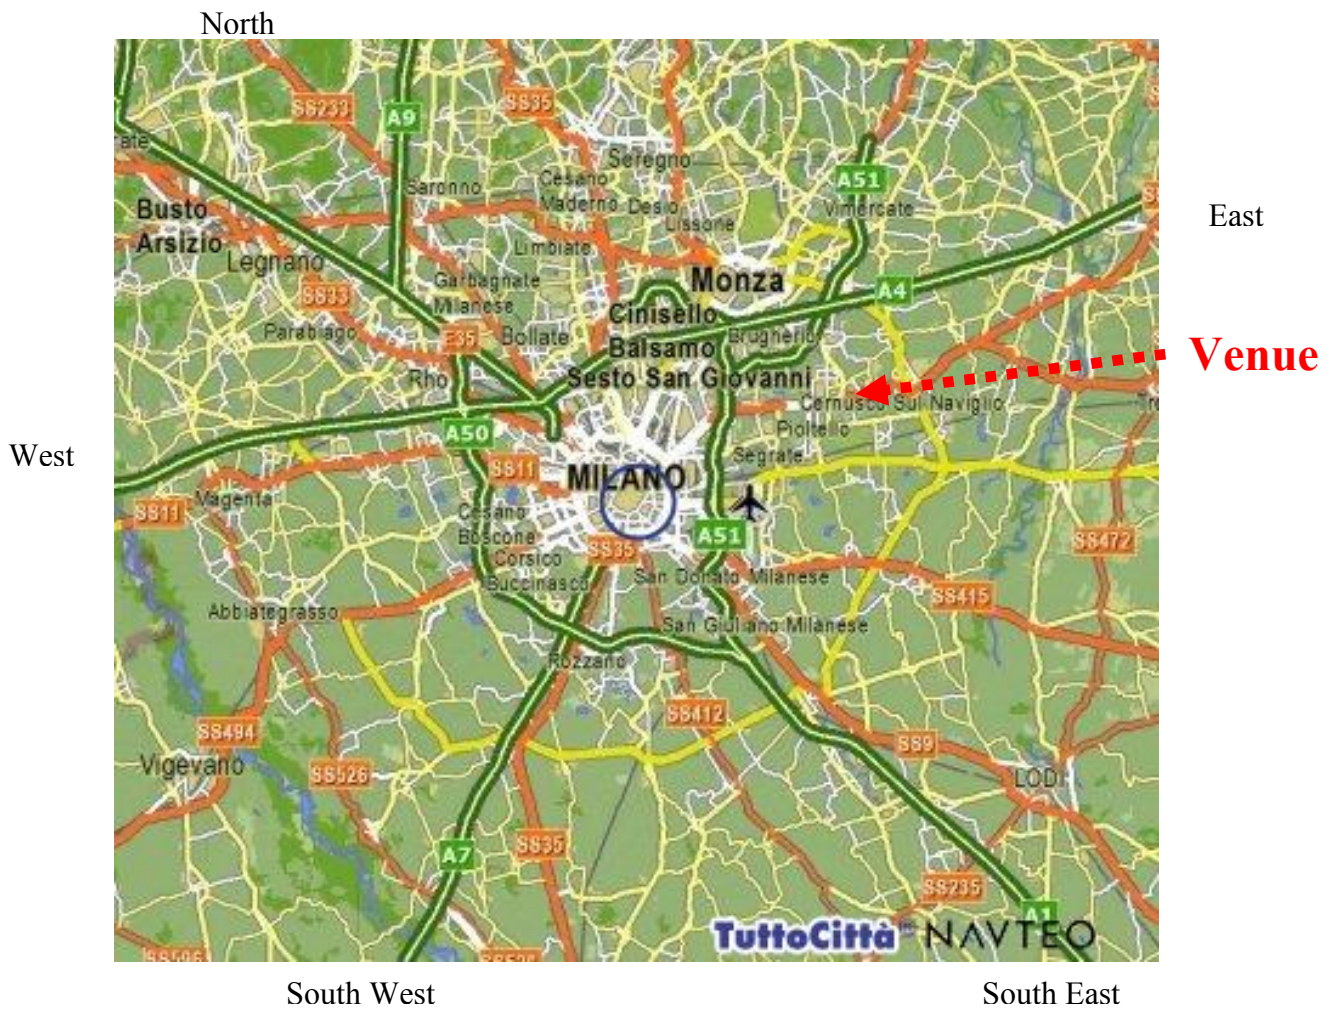 North
SS233
A9
SS35
ate
Seregno
Saronno
Cesano
Maderno
Desio
Lissone
A51
Vimercate
Busto
Arsizio
Legnano
Limbiate
East
Garbagnate
Milanese
Monza
A4
SS33
Parabiago
E35
Bollate
Cinisello
Balsamo
Brugherio
Venue
Rho
Sesto San Giovanni
Cernusco Sul Naviglio
Tre
A50
Pioltello
West
Segrate
SS11
MILANO
Magenta
SS11
Cesano
Boscone
Corsico
Buccinasco
SS35
A51
SS472
San Donato Milanese
SS415
Abbiategrasso
San Giuliano Milanese
Rozzano
SS412
SS494
SS9
Vigevano
SS526
LODI
A7
SS35
SS235
A1
TuttoCittà® NAVTEQ
South West
South East